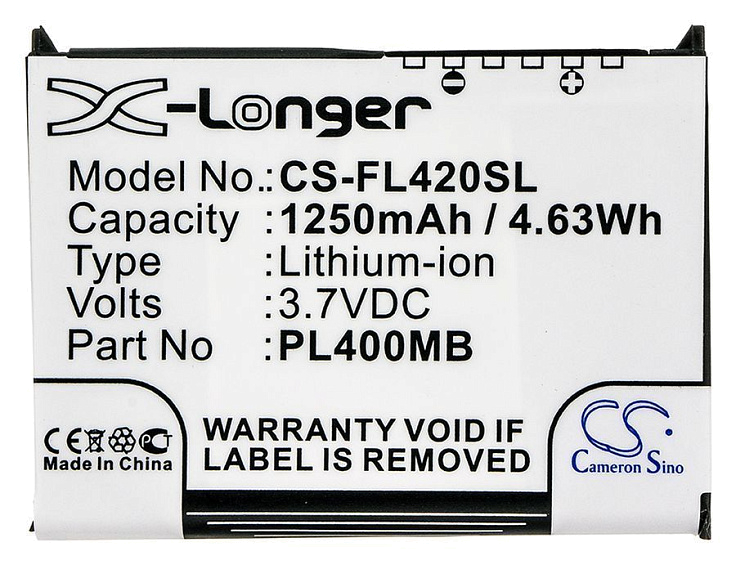 X-Longer
Model No.: CS-FL420SL
Capacity : 1250mAh / 4.63Wh
Type : Lithium-ion
Volts : 3.7VDC
Part No : PL400MB
CE PCT
Made In China
WARRANTY VOID IF
LABEL IS REMOVED
CS
Cameron Sino